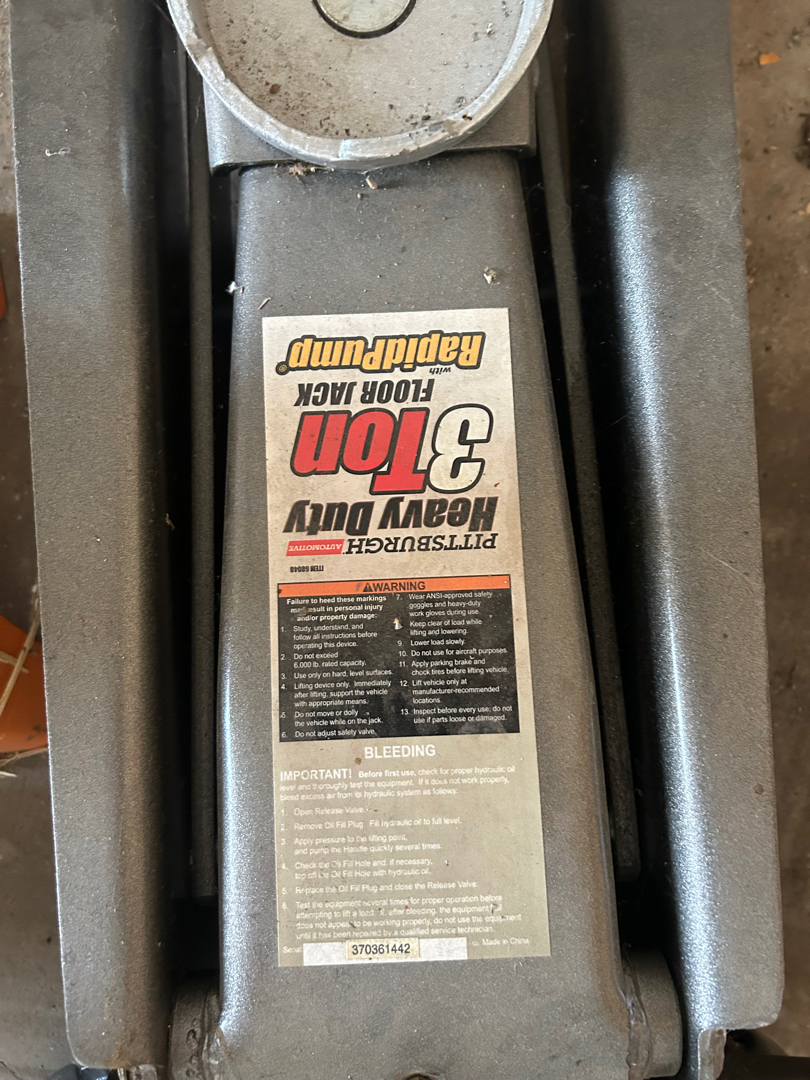 PITTSBURGH AUTOMOTIVE
Heavy Duty
3Ton
FLOOR JACK
with RapidPump®
⚠WARNING
Failure to heed these markings
may result in personal injury
and/or property damage:
1. Study, understand, and
follow all instructions before
operating this device.
2. Do not exceed
6,000 lb. rated capacity.
3. Use only on hard, level surfaces.
4. Lifting device only. Immediately
after lifting, support the vehicle
with appropriate means.
5. Do not move or dolly
the vehicle while on the jack.
6. Do not adjust safety valve.
7. Wear ANSI-approved safety
goggles and heavy-duty
work gloves during use.
Keep clear of load while
lifting and lowering.
9. Lower load slowly.
10. Do not use for aircraft purposes.
11. Apply parking brake and
chock tires before lifting vehicle.
12. Lift vehicle only at
manufacturer-recommended
locations.
13. Inspect before every use; do not
use if parts loose or damaged.
BLEEDING
IMPORTANT! Before first use, check for proper hydraulic oil
level and thoroughly test the equipment. If it does not work properly,
bleed excess air from its hydraulic system as follows:
1. Open Release Valve.
2. Remove Oil Fill Plug. Fill hydraulic oil to full level.
3. Apply pressure to the lifting point,
and pump the Handle quickly several times.
4. Check the Oil Fill Hole and, if necessary,
top off the Oil Fill Hole with hydraulic oil.
5. Replace the Oil Fill Plug and close the Release Valve.
6. Test the equipment several times for proper operation before
attempting to lift a load. If, after bleeding, the equipment
does not appear to be working properly, do not use the equipment
until it has been repaired by a qualified service technician.
370361442
Made in China